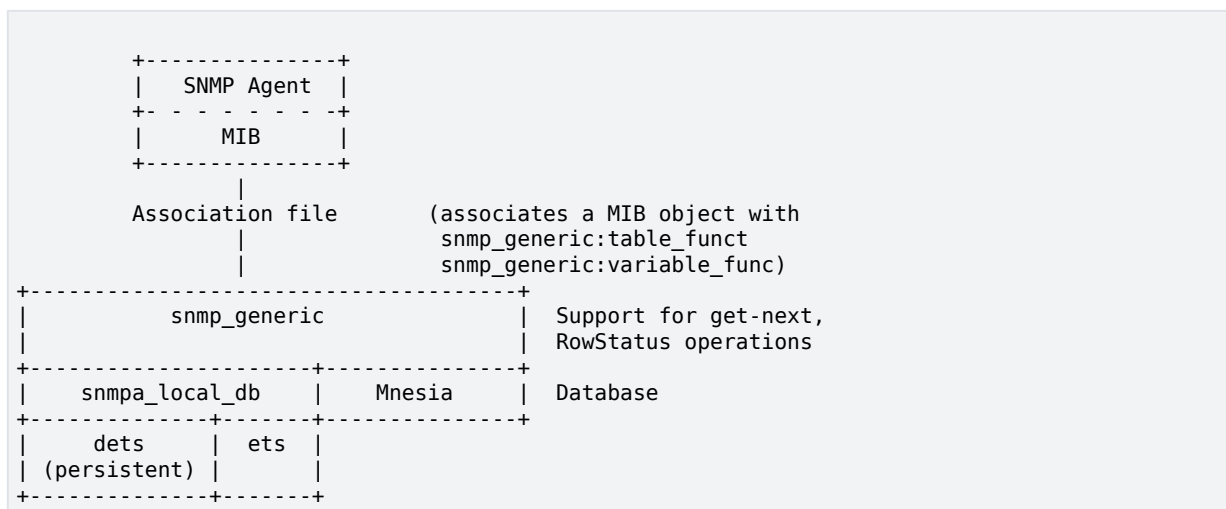 SNMP Agent
MIB
Association file (associates a MIB object with
snmp_generic:table_funct
snmp_generic:variable_func)
snmp_generic Support for get-next,
RowStatus operations
snmpa_local_db Mnesia Database
dets ets
(persistent)